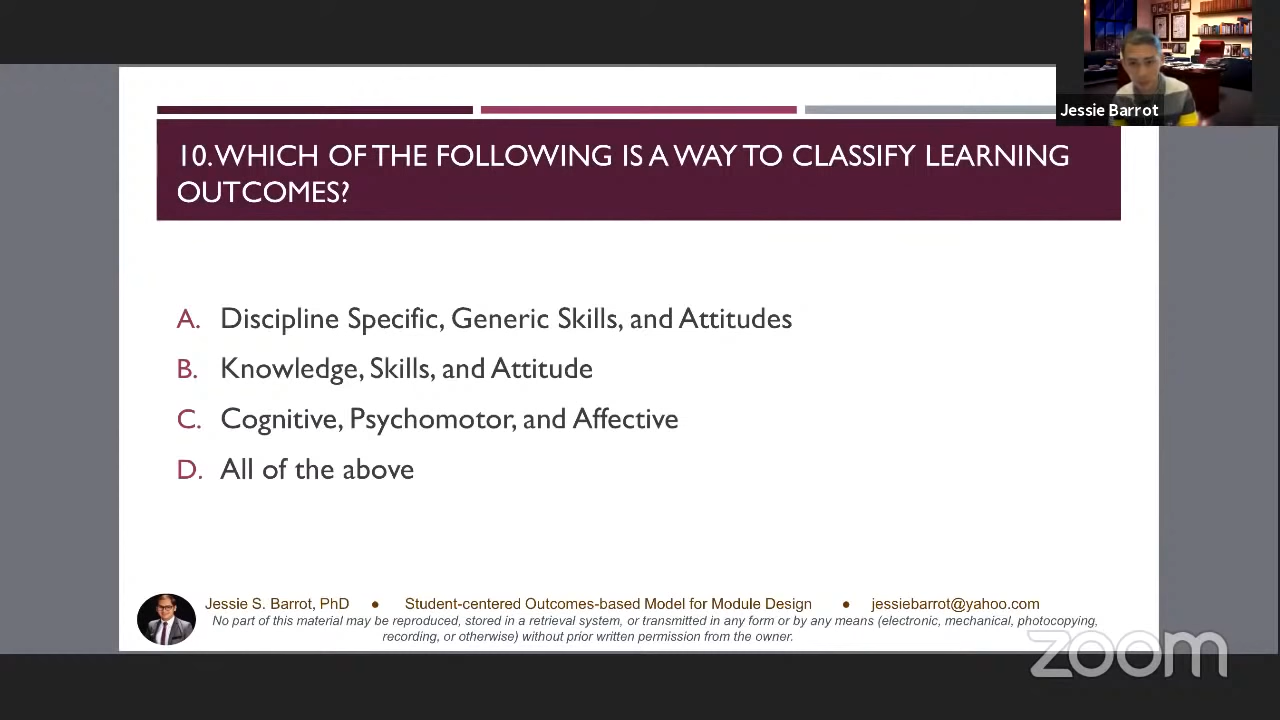 Jessie Barrot
10. WHICH OF THE FOLLOWING IS A WAY TO CLASSIFY LEARNING
OUTCOMES?
A. Discipline Specific, Generic Skills, and Attitudes
B. Knowledge, Skills, and Attitude
C. Cognitive, Psychomotor, and Affective
D. All of the above
Jessie S. Barrot, PhD ● Student-centered Outcomes-based Model for Module Design ● jessiebarrot@yahoo.com
No part of this material may be reproduced, stored in a retrieval system, or transmitted in any form or by any means (electronic, mechanical, photocopying,
recording, or otherwise) without prior written permission from the owner.
zoom